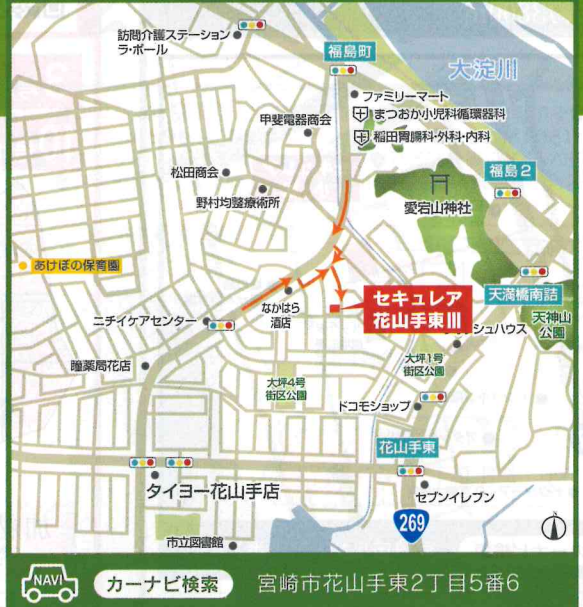 訪問介護ステーション
ラ・ポール
福島町
大淀川
ファミリーマート
まつおか小児科循環器科
稲田胃腸科・外科・内科
甲斐電器商会
松田商会
野村均整療術所
福島2
愛宕山神社
あけぼの保育園
天満橋南詰
天神山
公園
セキュレア
花山手東III
なかはら
酒店
ニチイケアセンター
シュハウス
瞳薬局花店
大坪1号
街区公園
大坪4号
街区公園
ドコモショップ
花山手東
タイヨー花山手店
セブンイレブン
269
N
市立図書館
NAVI
カーナビ検索
宮崎市花山手東2丁目5番6